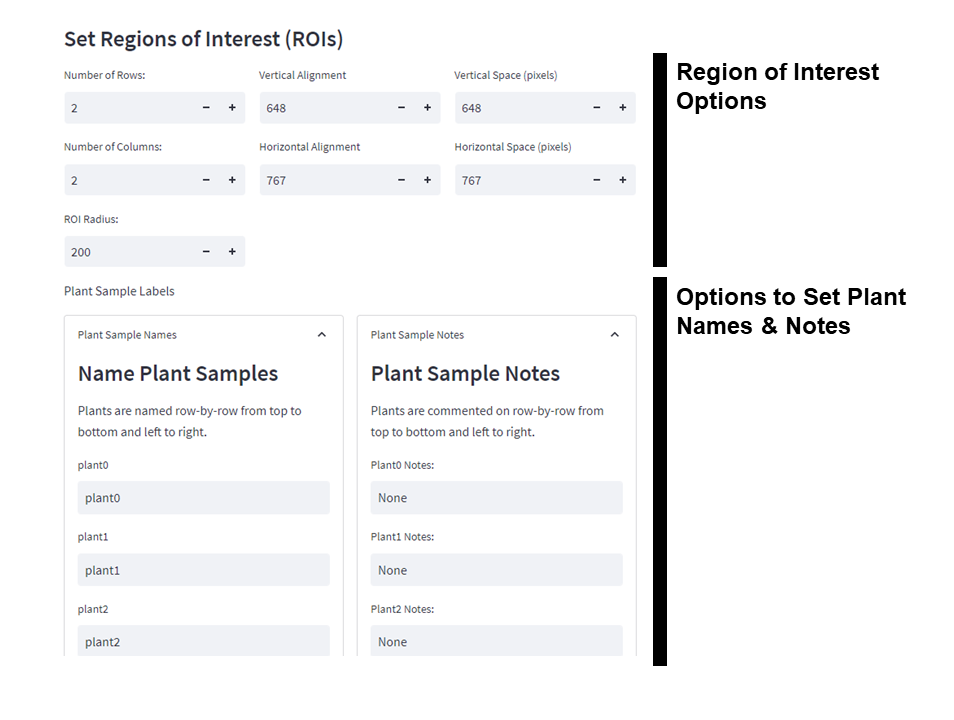 Set Regions of Interest (ROIs)
Number of Rows:
Vertical Alignment
Vertical Space (pixels)
2 - +
648 - +
648 - +
Number of Columns:
Horizontal Alignment
Horizontal Space (pixels)
2 - +
767 - +
767 - +
ROI Radius:
200 - +
Region of Interest
Options
Plant Sample Labels
Plant Sample Names
Name Plant Samples
Plants are named row-by-row from top to
bottom and left to right.
plant0
plant0
plant1
plant1
plant2
plant2
Plant Sample Notes
Plant Sample Notes
Plants are commented on row-by-row from
top to bottom and left to right.
Plant0 Notes:
None
Plant1 Notes:
None
Plant2 Notes:
None
Options to Set Plant
Names & Notes